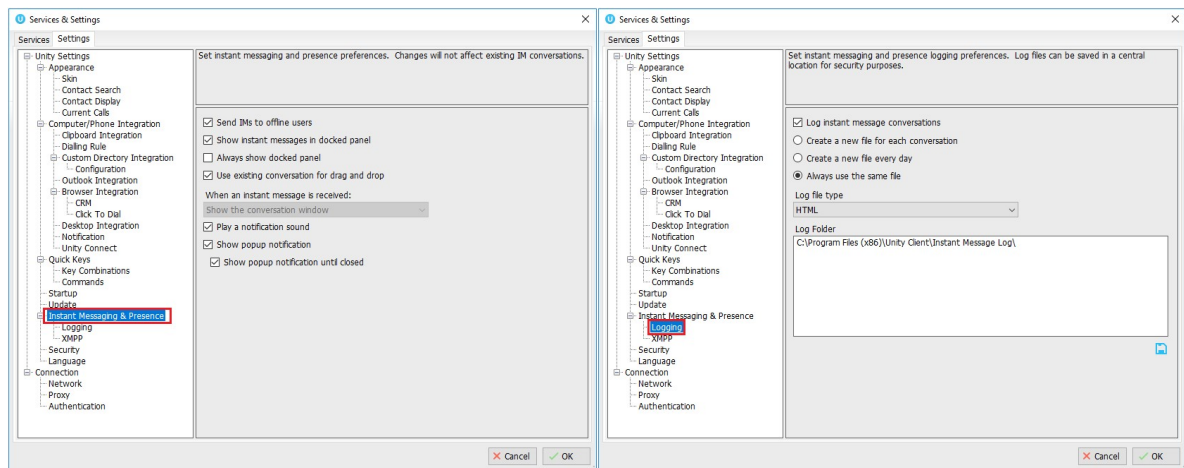 Services & Settings
Services Settings
Set instant messaging and presence preferences. Changes will not affect existing IM conversations.
Unity Settings
Appearance
Skin
Contact Search
Contact Display
Current Calls
Computer/Phone Integration
Clipboard Integration
Dialling Rule
Custom Directory Integration
Configuration
Outlook Integration
Browser Integration
CRM
Click To Dial
Desktop Integration
Notification
Unity Connect
Quick Keys
Key Combinations
Commands
Startup
Update
Instant Messaging & Presence
Logging
XMPP
Security
Language
Connection
Network
Proxy
Authentication
Send IMs to offline users
Show instant messages in docked panel
Always show docked panel
Use existing conversation for drag and drop
When an instant message is received:
Show the conversation window
Play a notification sound
Show popup notification
Show popup notification until closed
Cancel OK
Services & Settings
Services Settings
Set instant messaging and presence logging preferences. Log files can be saved in a central
location for security purposes.
Unity Settings
Appearance
Skin
Contact Search
Contact Display
Current Calls
Computer/Phone Integration
Clipboard Integration
Dialling Rule
Custom Directory Integration
Configuration
Outlook Integration
Browser Integration
CRM
Click To Dial
Desktop Integration
Notification
Unity Connect
Quick Keys
Key Combinations
Commands
Startup
Update
Instant Messaging & Presence
Logging
XMPP
Security
Language
Connection
Network
Proxy
Authentication
Log instant message conversations
Create a new file for each conversation
Create a new file every day
Always use the same file
Log file type
HTML
Log Folder
C:\Program Files (x86)\Unity Client\Instant Message Log\
Cancel OK